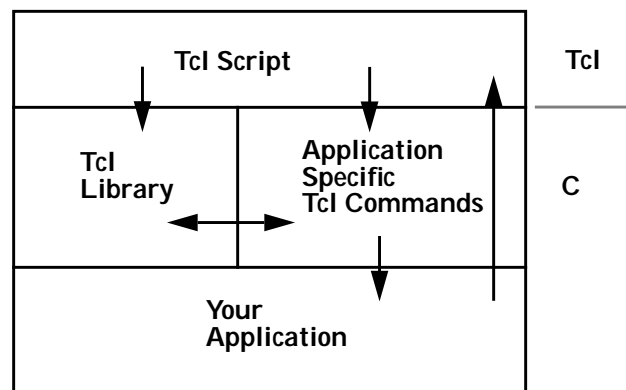 Tcl Script
Tcl
Tcl
Library
Application
Specific
Tcl Commands
C
Your
Application